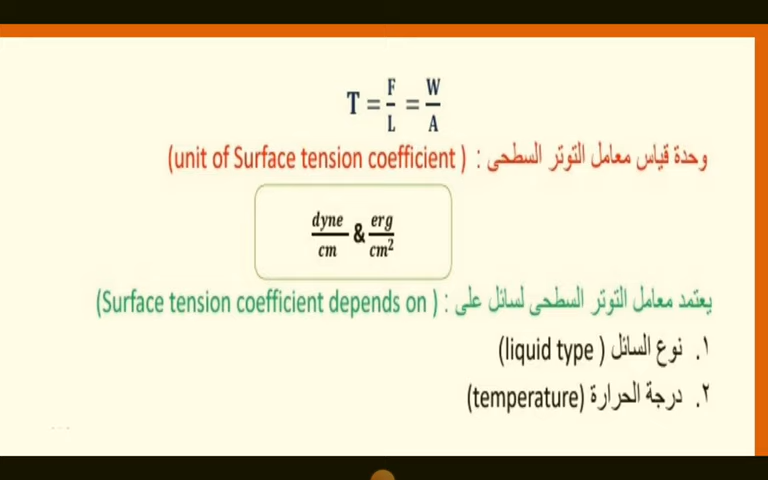 T = F/L = W/A
وحدة قياس معامل التوتر السطحى : ( unit of Surface tension coefficient)
dyne/cm & erg/cm²
يعتمد معامل التوتر السطحى لسائل على : ( Surface tension coefficient depends on)
١. نوع السائل ( liquid type)
٢. درجة الحرارة (temperature)